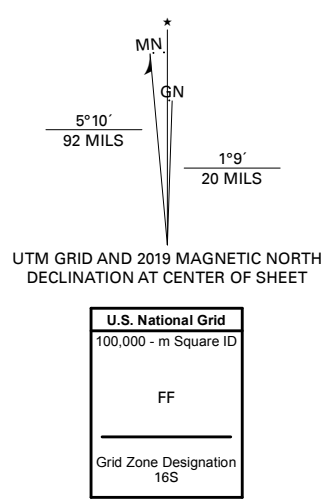 ★
MN
GN
5°10´
92 MILS
1°9´
20 MILS
UTM GRID AND 2019 MAGNETIC NORTH
DECLINATION AT CENTER OF SHEET
U.S. National Grid
100,000 - m Square ID
FF
Grid Zone Designation
16S